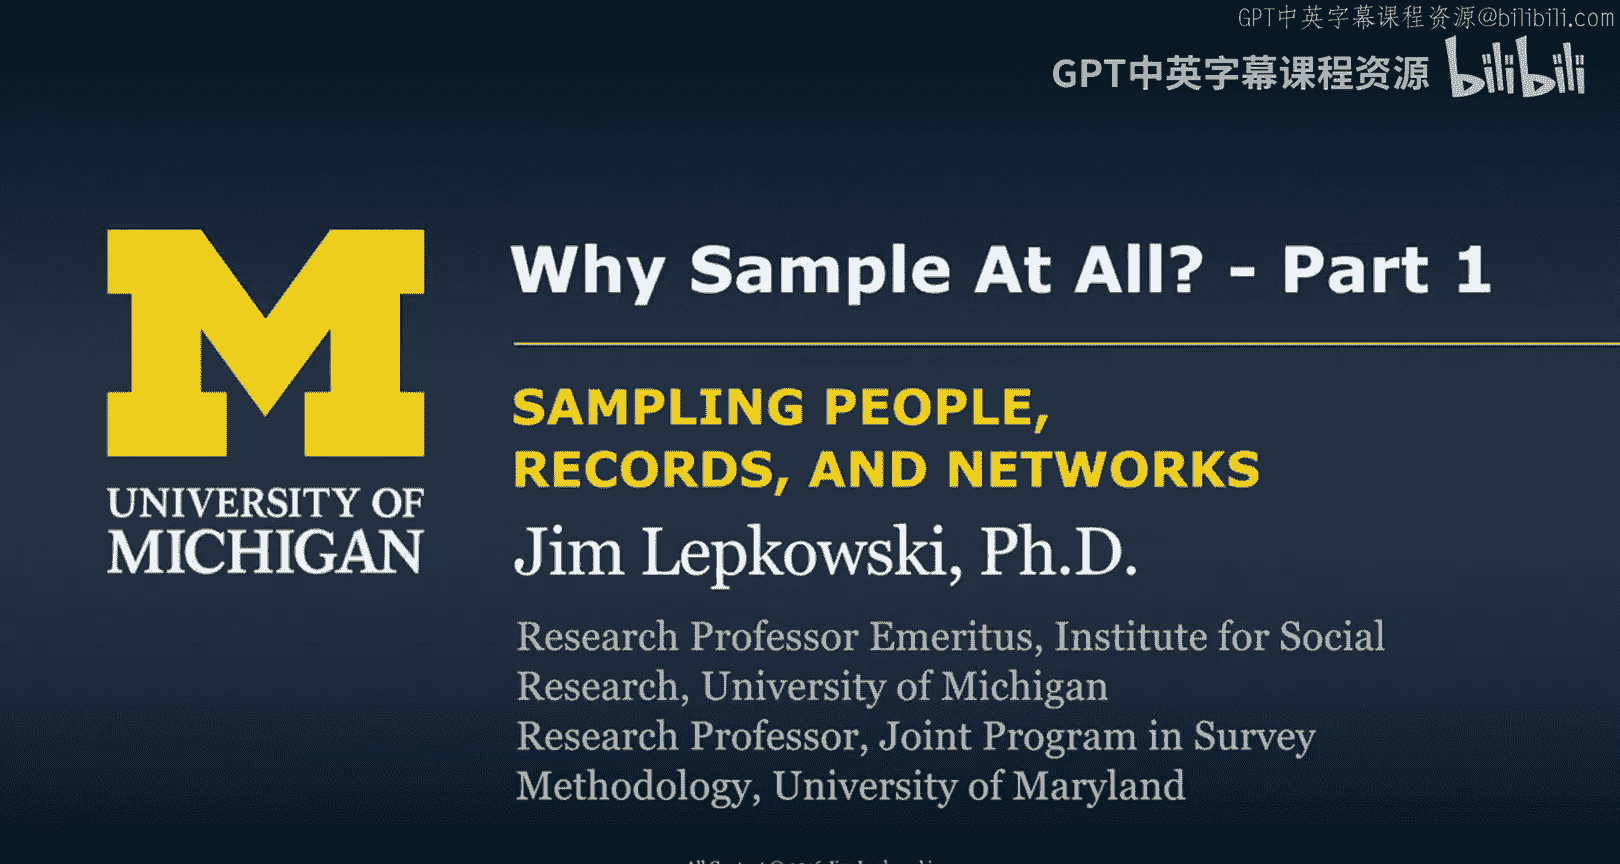 GPT中英字幕课程资源@bilibili.com
GPT中英字幕课程资源 bilibili
Why Sample At All? - Part 1
SAMPLING PEOPLE,
RECORDS, AND NETWORKS
Jim Lepkowski, Ph.D.
Research Professor Emeritus, Institute for Social
Research, University of Michigan
Research Professor, Joint Program in Survey
Methodology, University of Maryland
UNIVERSITY OF
MICHIGAN